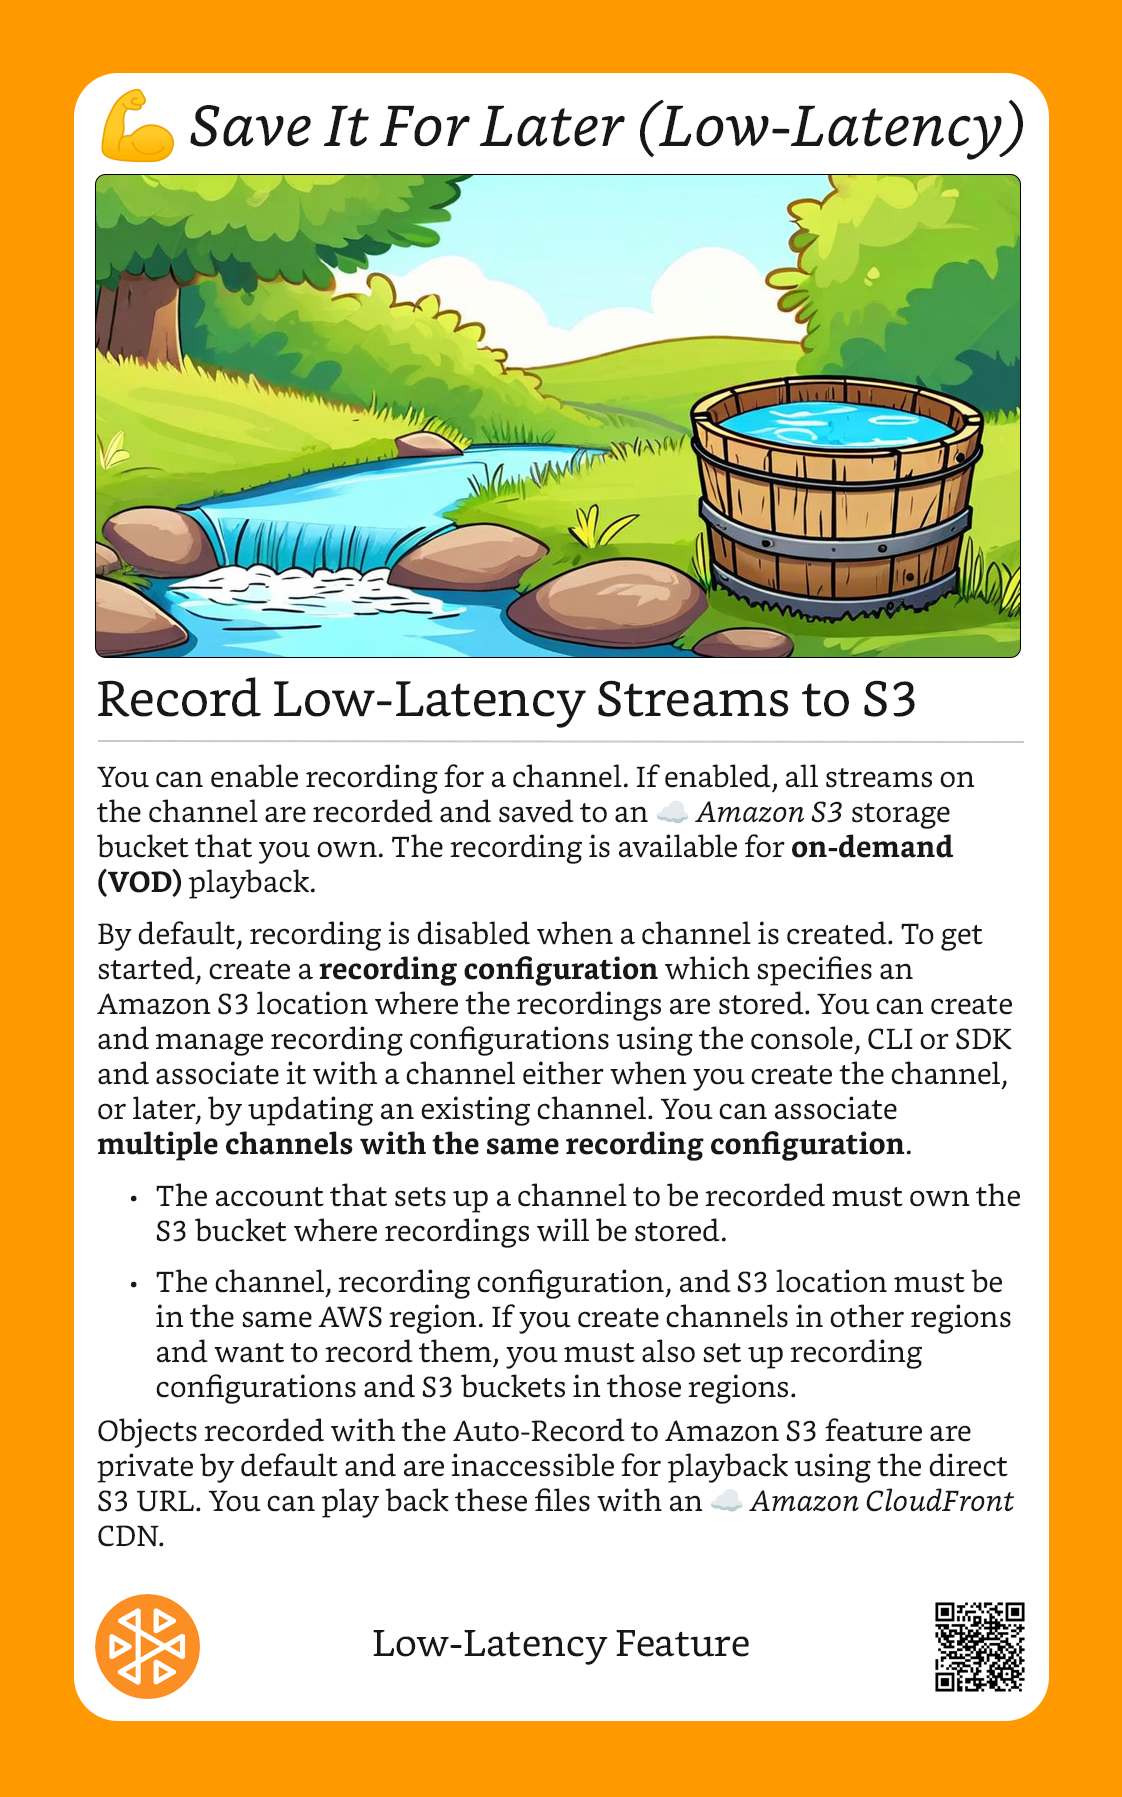 💪 Save It For Later (Low-Latency)
Record Low-Latency Streams to S3
You can enable recording for a channel. If enabled, all streams on
the channel are recorded and saved to an ☁️ Amazon S3 storage
bucket that you own. The recording is available for on-demand
(VOD) playback.
By default, recording is disabled when a channel is created. To get
started, create a recording configuration which specifies an
Amazon S3 location where the recordings are stored. You can create
and manage recording configurations using the console, CLI or SDK
and associate it with a channel either when you create the channel,
or later, by updating an existing channel. You can associate
multiple channels with the same recording configuration.
• The account that sets up a channel to be recorded must own the
S3 bucket where recordings will be stored.
• The channel, recording configuration, and S3 location must be
in the same AWS region. If you create channels in other regions
and want to record them, you must also set up recording
configurations and S3 buckets in those regions.
Objects recorded with the Auto-Record to Amazon S3 feature are
private by default and are inaccessible for playback using the direct
S3 URL. You can play back these files with an ☁️ Amazon CloudFront
CDN.
Low-Latency Feature